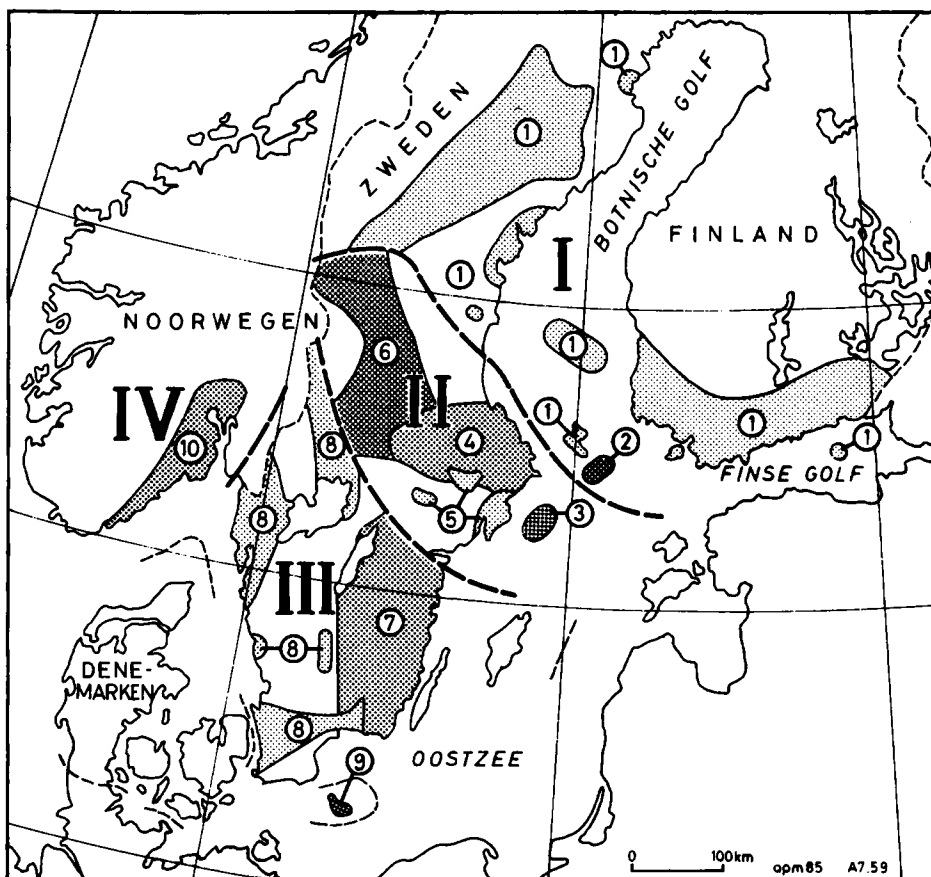 1
ZWEDEN
1
BOTNISCHE GOLF
FINLAND
I
1
NOORWEGEN
1
6
II
IV
10
8
4
1
2
1
1
FINSE GOLF
8
5
3
III
7
8
DENE-
MARKEN
8
9
OOSTZEE
0 100km
opm85 A7.59